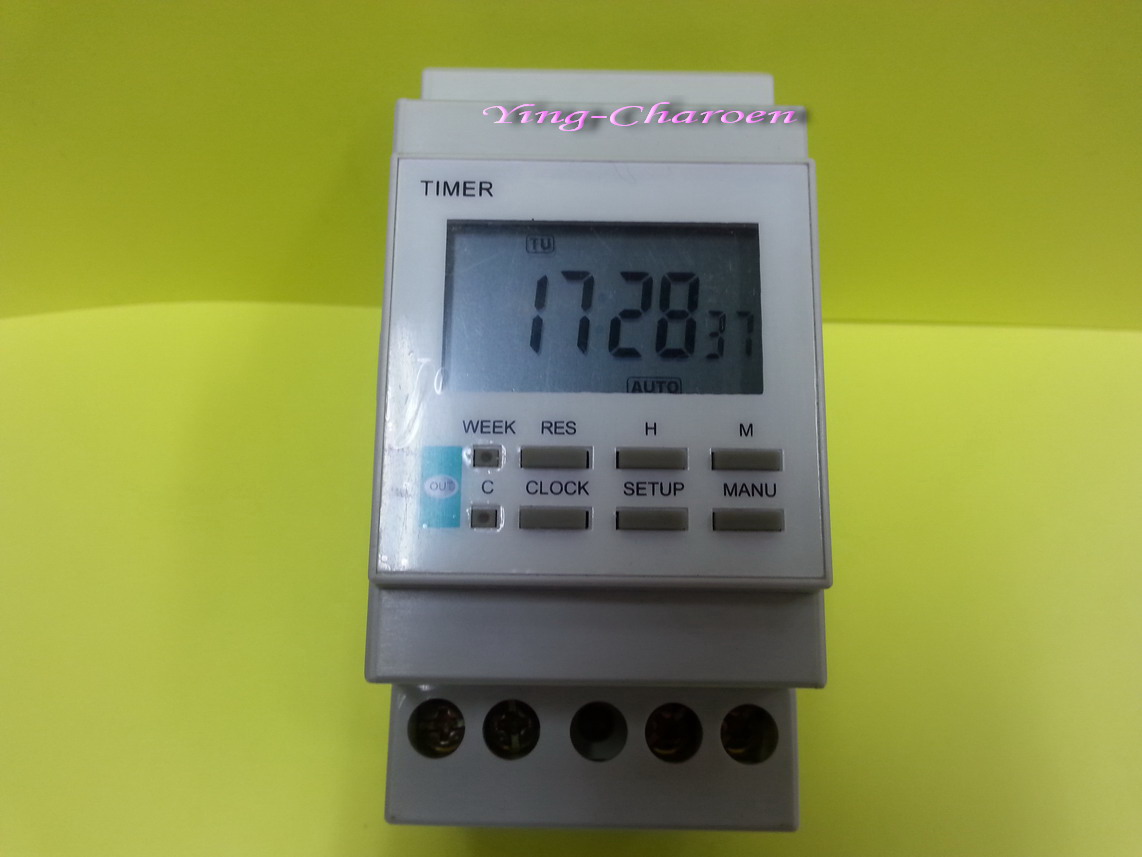 Ying-Charoen
TIMER
TU
17:28 37
AUTO
WEEK RES H M
OUT C CLOCK SETUP MANU